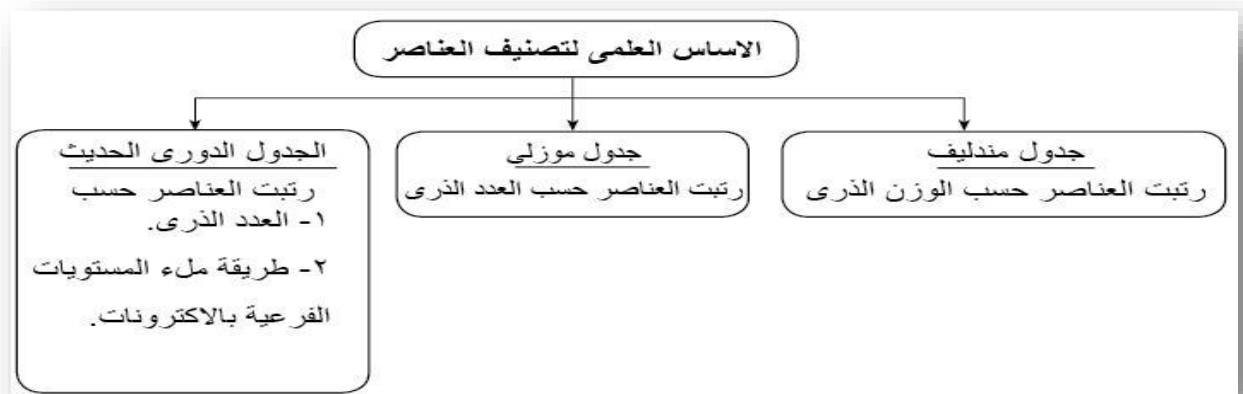 الاساس العلمى لتصنيف العناصر
جدول مندليف
رتبت العناصر حسب الوزن الذرى
جدول موزلى
رتبت العناصر حسب العدد الذرى
الجدول الدورى الحديث
رتبت العناصر حسب
١- العدد الذرى.
٢- طريقة ملء المستويات
الفرعية بالاكترونات.